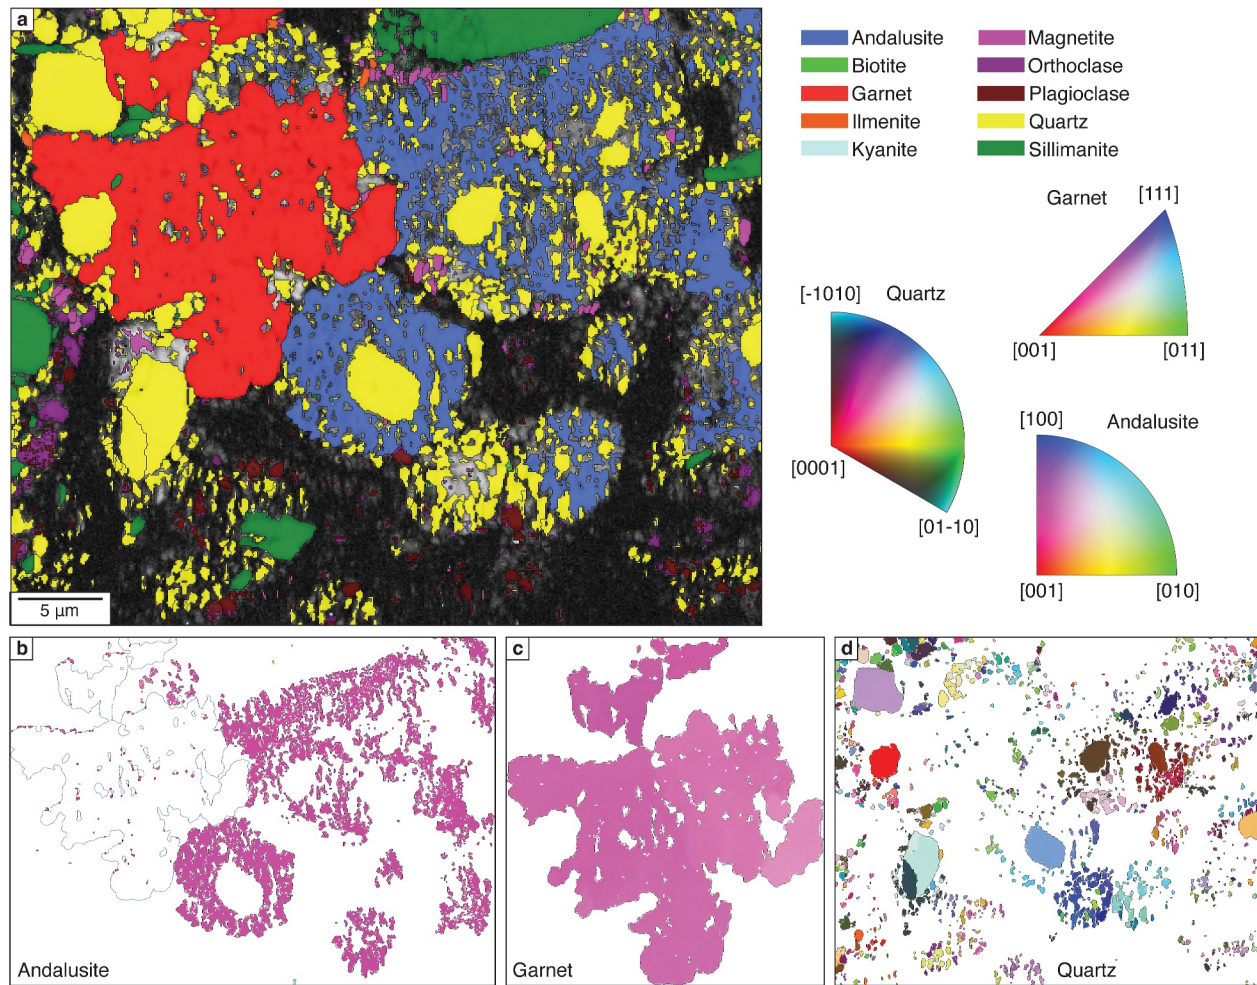 a
5 µm
Andalusite
Biotite
Garnet
Ilmenite
Kyanite
Magnetite
Orthoclase
Plagioclase
Quartz
Sillimanite
Garnet
[111]
[001]
[011]
[-1010]
Quartz
[0001]
[01-10]
[100]
Andalusite
[001]
[010]
b
Andalusite
c
Garnet
d
Quartz